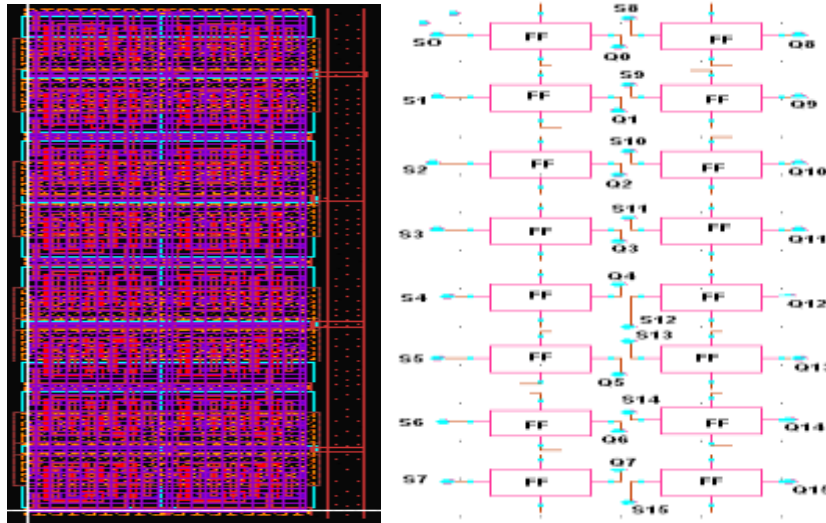 S8
S0 FF Q0 FF Q8
S9
S1 FF Q1 FF Q9
S10
S2 FF Q2 FF Q10
S11
S3 FF Q3 FF Q11
Q4
S4 FF S12 FF Q12
S13
S5 FF Q5 FF Q13
S14
S6 FF Q6 FF Q14
Q7
S7 FF S15 FF Q15